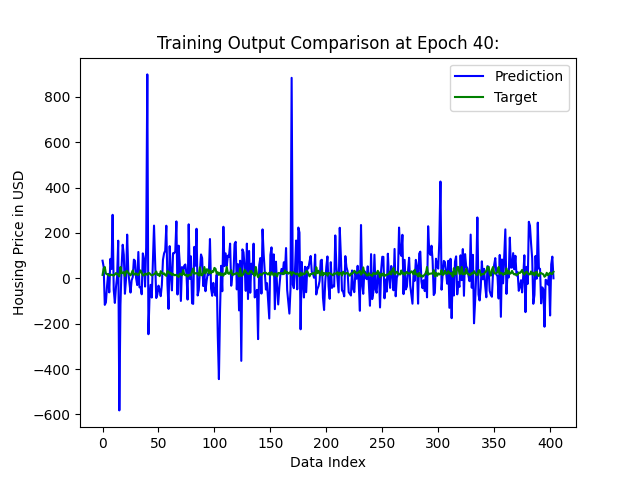 Training Output Comparison at Epoch 40:
Prediction
Target
800
600
400
200
0
−200
−400
−600
Housing Price in USD
0 50 100 150 200 250 300 350 400
Data Index